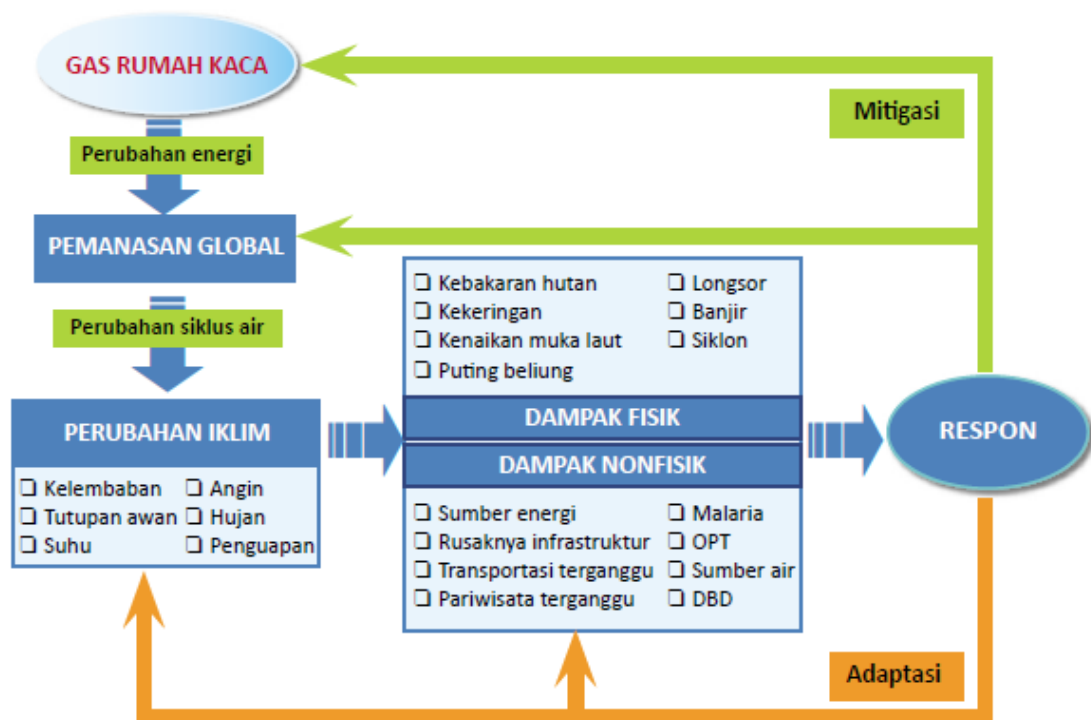 GAS RUMAH KACA
Mitigasi
Perubahan energi
PEMANASAN GLOBAL
Perubahan siklus air
❑ Kebakaran hutan ❑ Longsor
❑ Kekeringan ❑ Banjir
❑ Kenaikan muka laut ❑ Siklon
❑ Puting beliung
PERUBAHAN IKLIM
❑ Kelembaban ❑ Angin
❑ Tutupan awan ❑ Hujan
❑ Suhu ❑ Penguapan
DAMPAK FISIK
DAMPAK NONFISIK
❑ Sumber energi ❑ Malaria
❑ Rusaknya infrastruktur ❑ OPT
❑ Transportasi terganggu ❑ Sumber air
❑ Pariwisata terganggu ❑ DBD
RESPON
Adaptasi